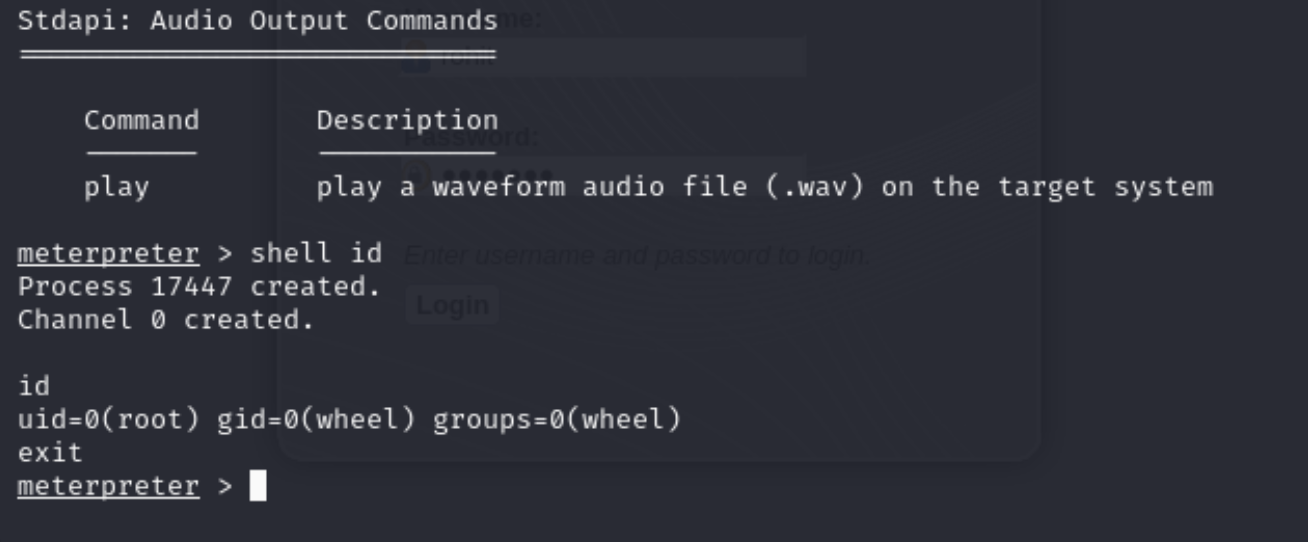 Stdapi: Audio Output Commands
Command Description
play play a waveform audio file (.wav) on the target system
meterpreter > shell id
Process 17447 created.
Channel 0 created.
id
uid=0(root) gid=0(wheel) groups=0(wheel)
exit
meterpreter >
rohit
Password:
Enter username and password to login.
Login